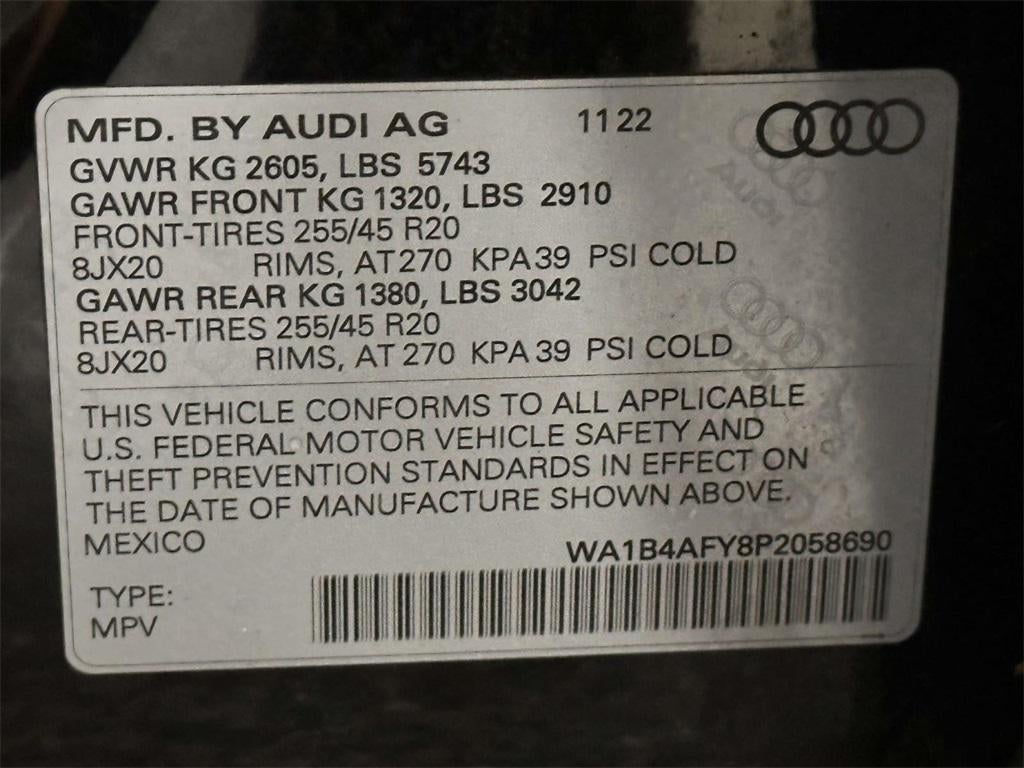 MFD. BY AUDI AG 11 22
GVWR KG 2605, LBS 5743
GAWR FRONT KG 1320, LBS 2910
FRONT-TIRES 255/45 R20
8JX20 RIMS, AT 270 KPA 39 PSI COLD
GAWR REAR KG 1380, LBS 3042
REAR-TIRES 255/45 R20
8JX20 RIMS, AT 270 KPA 39 PSI COLD
THIS VEHICLE CONFORMS TO ALL APPLICABLE
U.S. FEDERAL MOTOR VEHICLE SAFETY AND
THEFT PREVENTION STANDARDS IN EFFECT ON
THE DATE OF MANUFACTURE SHOWN ABOVE.
MEXICO WA1B4AFY8P2058690
TYPE:
MPV
Audi
Audi